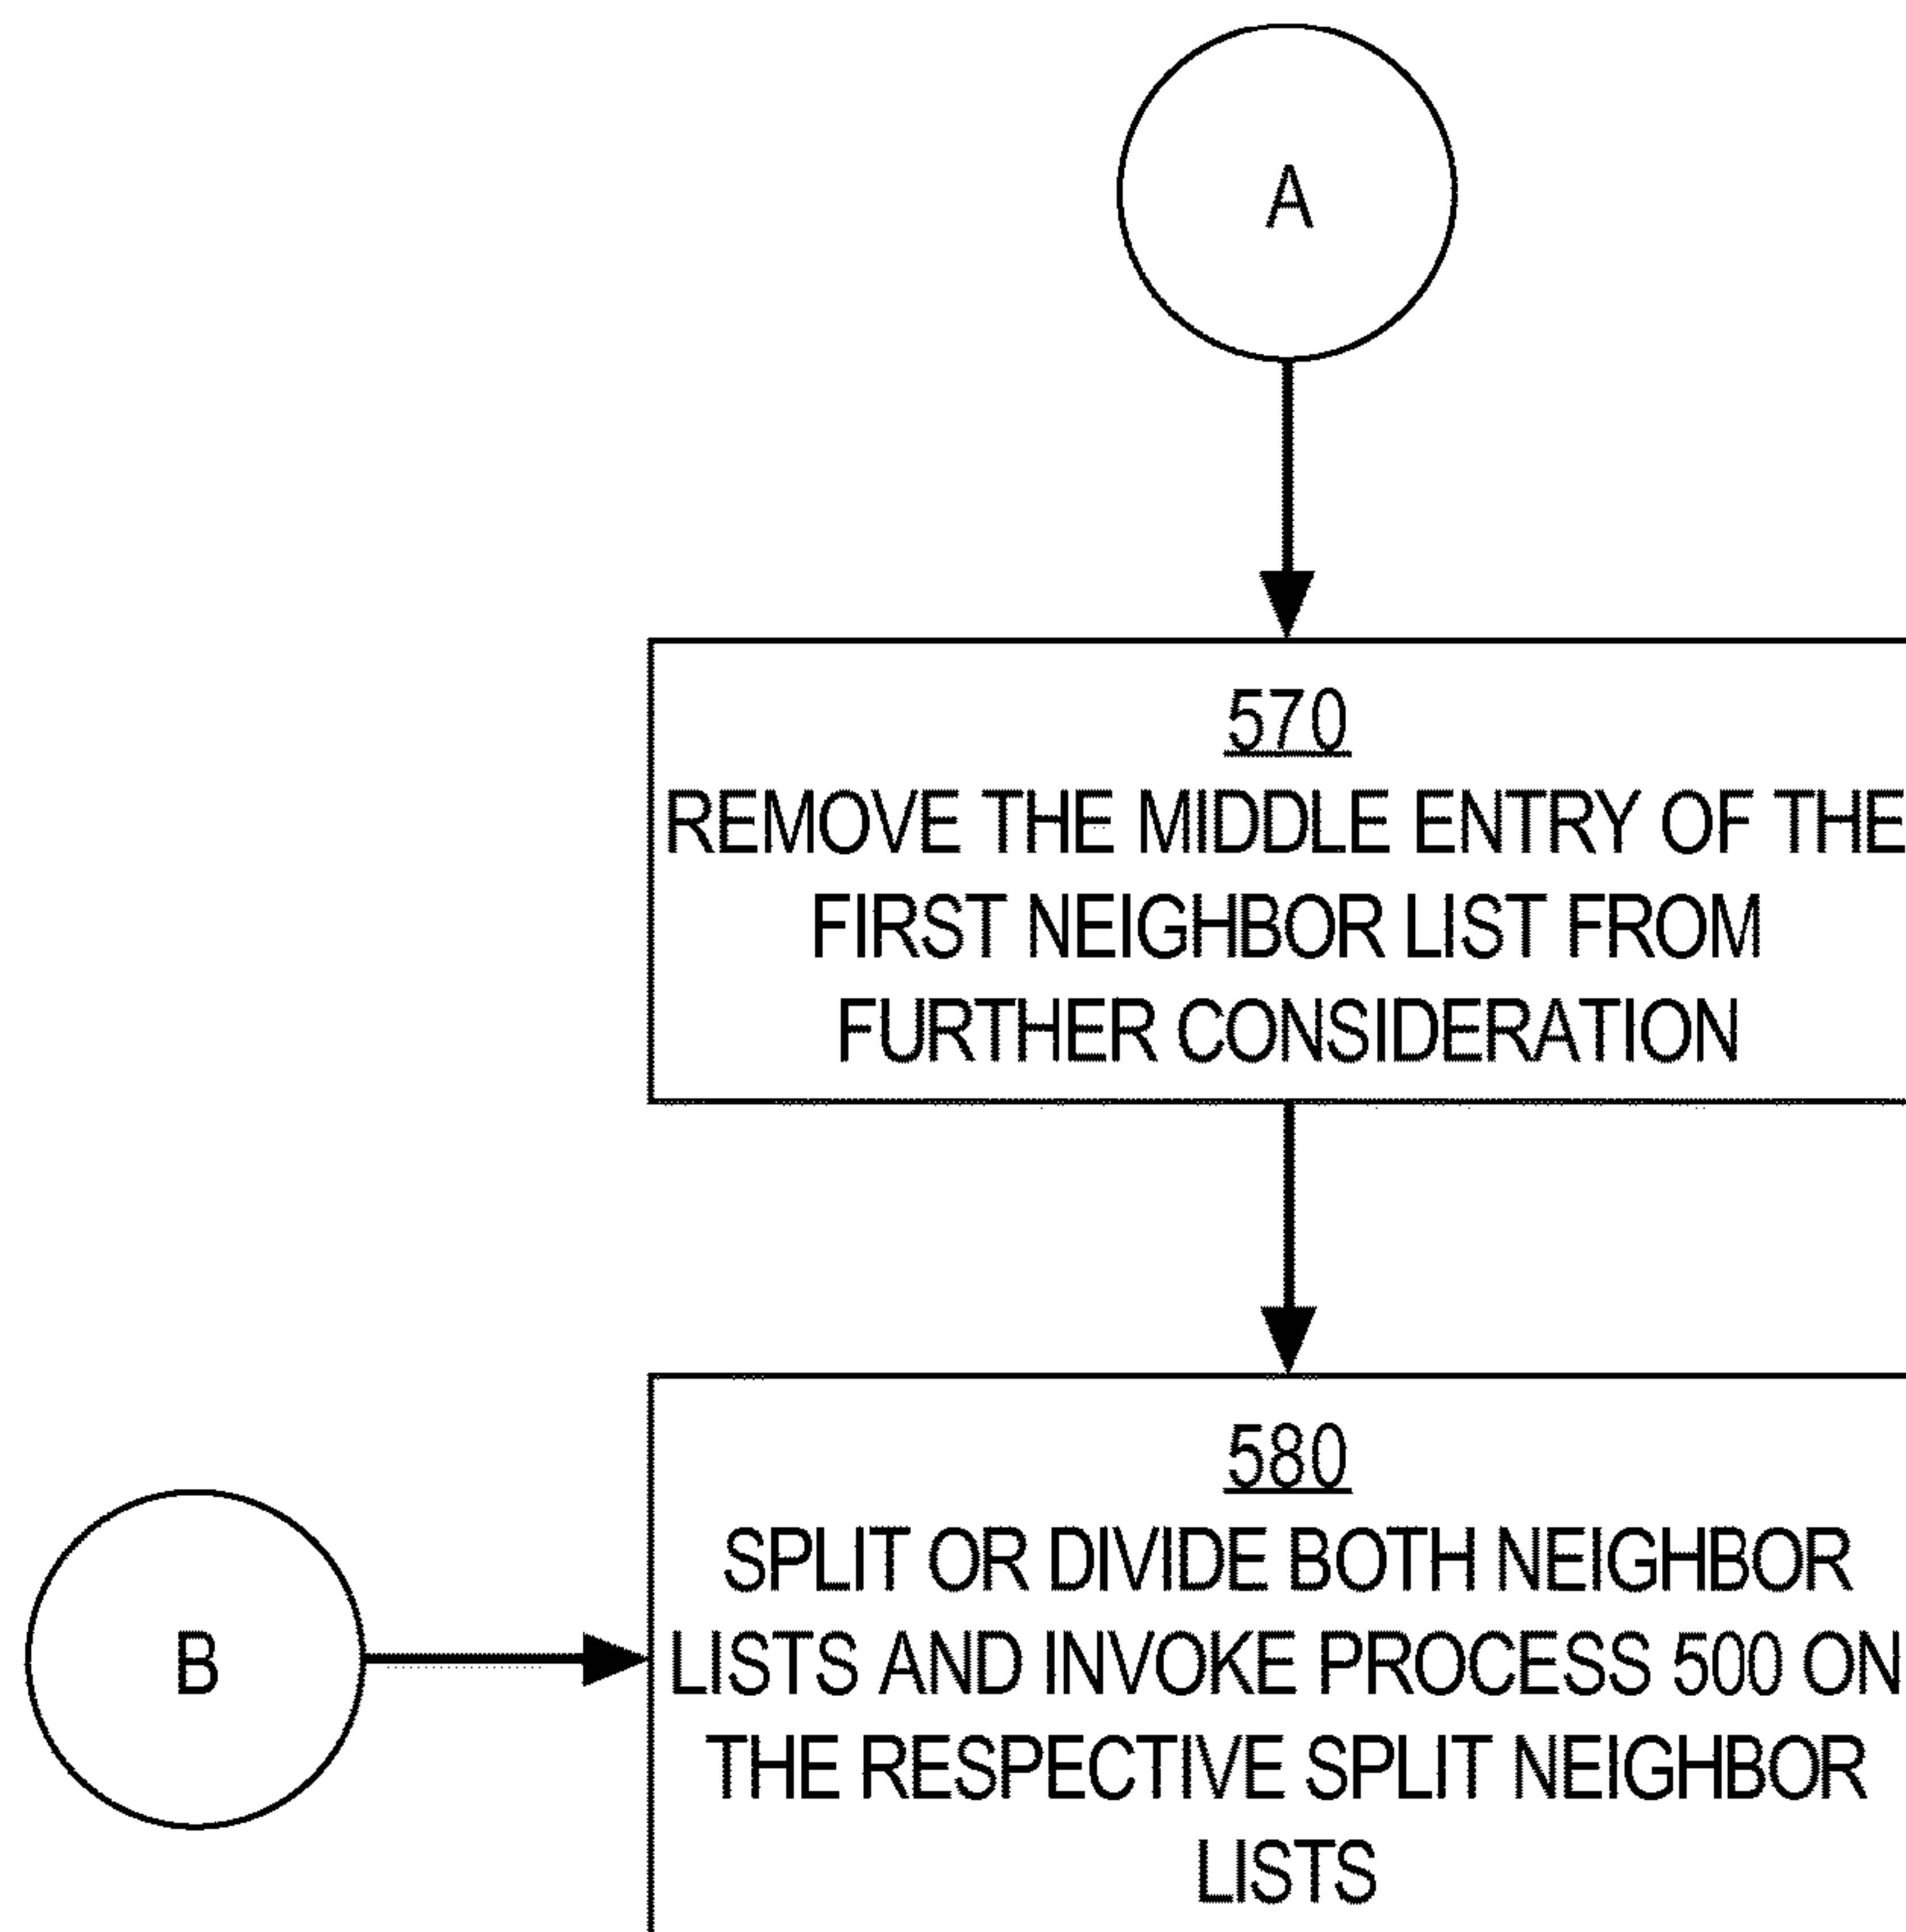 A
570
REMOVE THE MIDDLE ENTRY OF THE
FIRST NEIGHBOR LIST FROM
FURTHER CONSIDERATION
580
SPLIT OR DIVIDE BOTH NEIGHBOR
LISTS AND INVOKE PROCESS 500 ON
THE RESPECTIVE SPLIT NEIGHBOR
LISTS
B